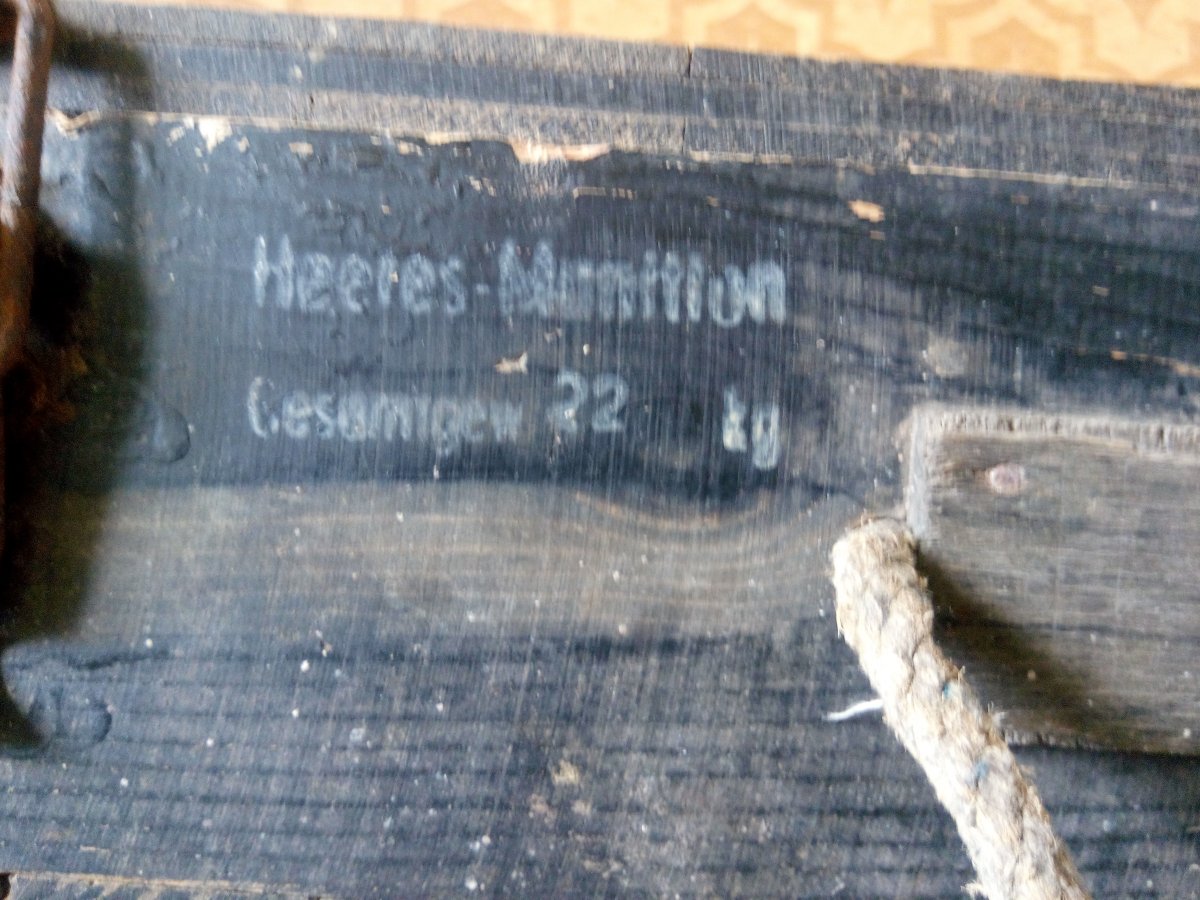 Heeres-Munition
Gesamtgew 22 kg